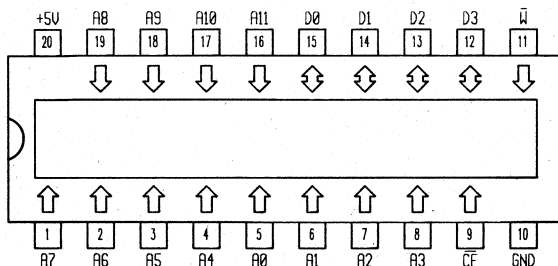 +5V A8 A9 A10 A11 D0 D1 D2 D3 W̅
20 19 18 17 16 15 14 13 12 11
1 2 3 4 5 6 7 8 9 10
A7 A6 A5 A4 A0 A1 A2 A3 C̅E̅ GND